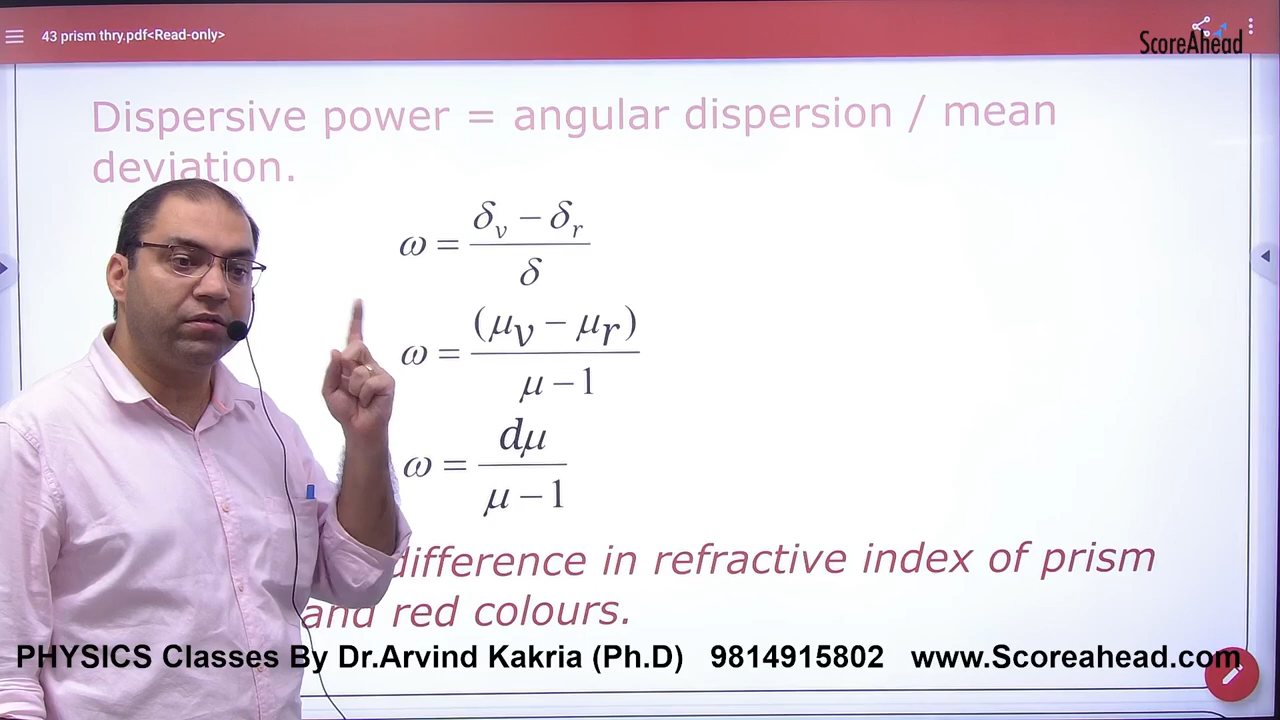 43 prism thry.pdf<Read-only>
ScoreAhead
Dispersive power = angular dispersion / mean
deviation.
ω = (δᵥ − δᵣ) / δ
ω = (μᵥ − μᵣ) / (μ − 1)
ω = dμ / (μ − 1)
difference in refractive index of prism
and red colours.
PHYSICS Classes By Dr.Arvind Kakria (Ph.D) 9814915802 www.Scoreahead.com